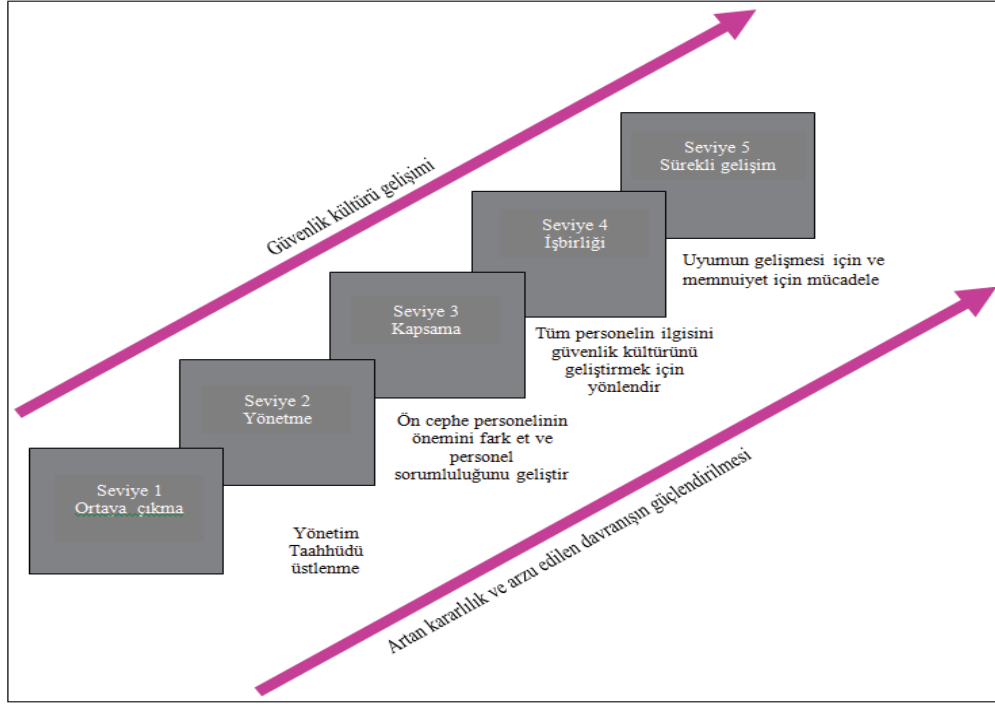 Güvenlik kültürü gelişimi
Seviye 5
Sürekli gelişim
Seviye 4
İşbirliği
Uyumun gelişmesi için ve
memnuiyet için mücadele
Seviye 3
Kapsama
Tüm personelin ilgisini
güvenlik kültürünü
geliştirmek için
yönlendir
Seviye 2
Yönetme
Ön cephe personelinin
önemini fark et ve
personel
sorumluluğunu geliştir
Seviye 1
Ortaya çıkma
Yönetim
Taahhüdü
üstlenme
Artan kararlılık ve arzu edilen davranışın güçlendirilmesi